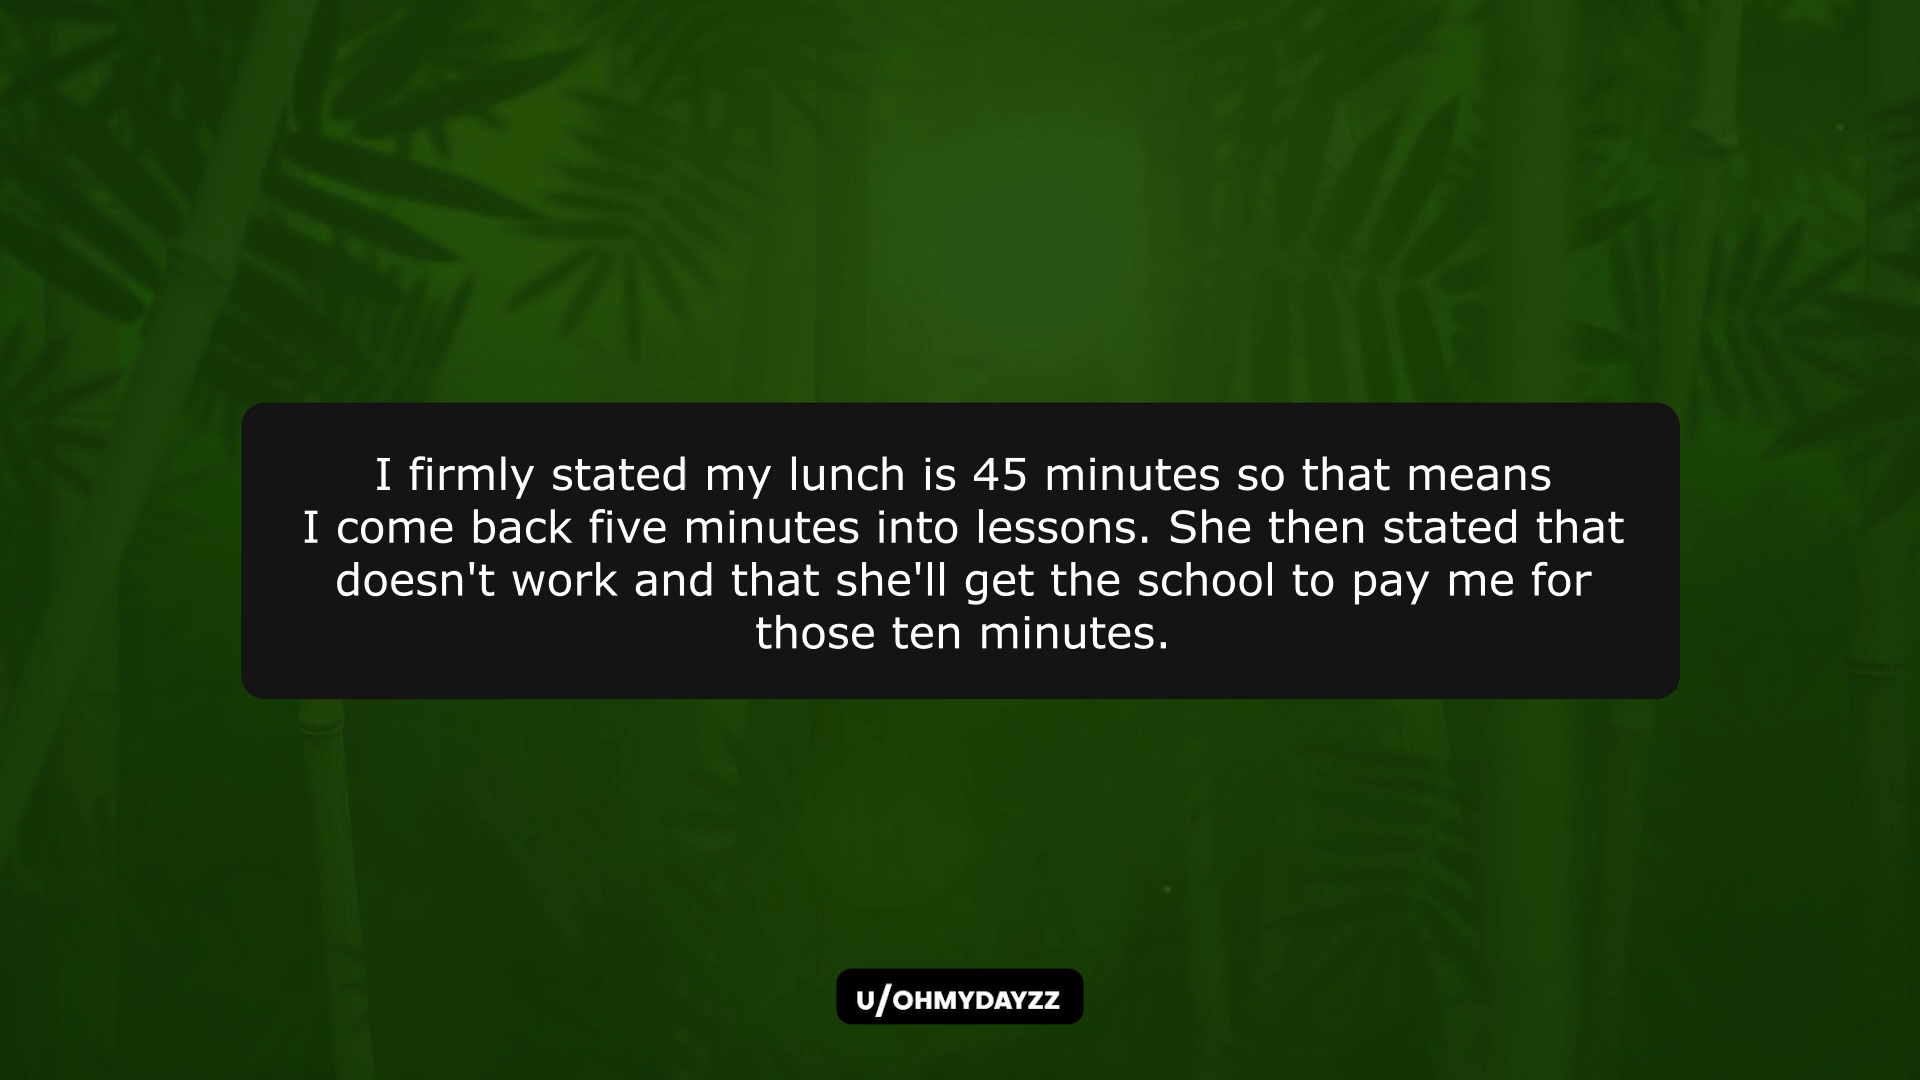 I firmly stated my lunch is 45 minutes so that means
I come back five minutes into lessons. She then stated that
doesn't work and that she'll get the school to pay me for
those ten minutes.
U/OHMYDAYZZ